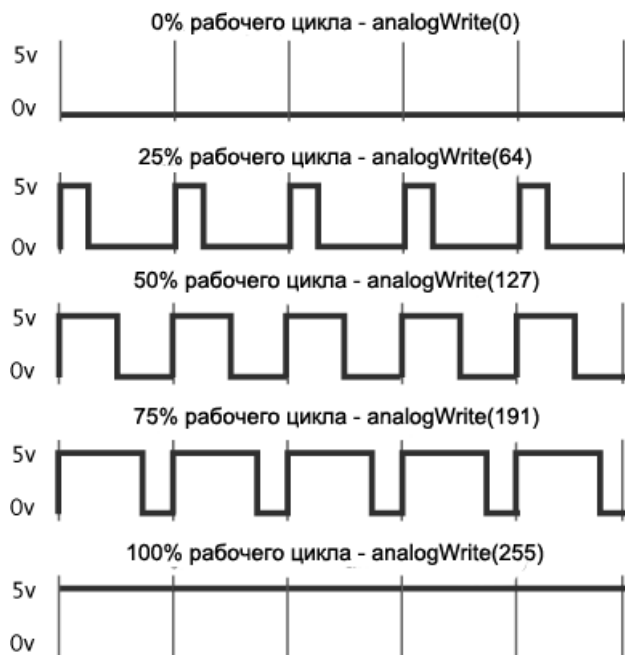 0% рабочего цикла - analogWrite(0)
5v
0v
25% рабочего цикла - analogWrite(64)
5v
0v
50% рабочего цикла - analogWrite(127)
5v
0v
75% рабочего цикла - analogWrite(191)
5v
0v
100% рабочего цикла - analogWrite(255)
5v
0v